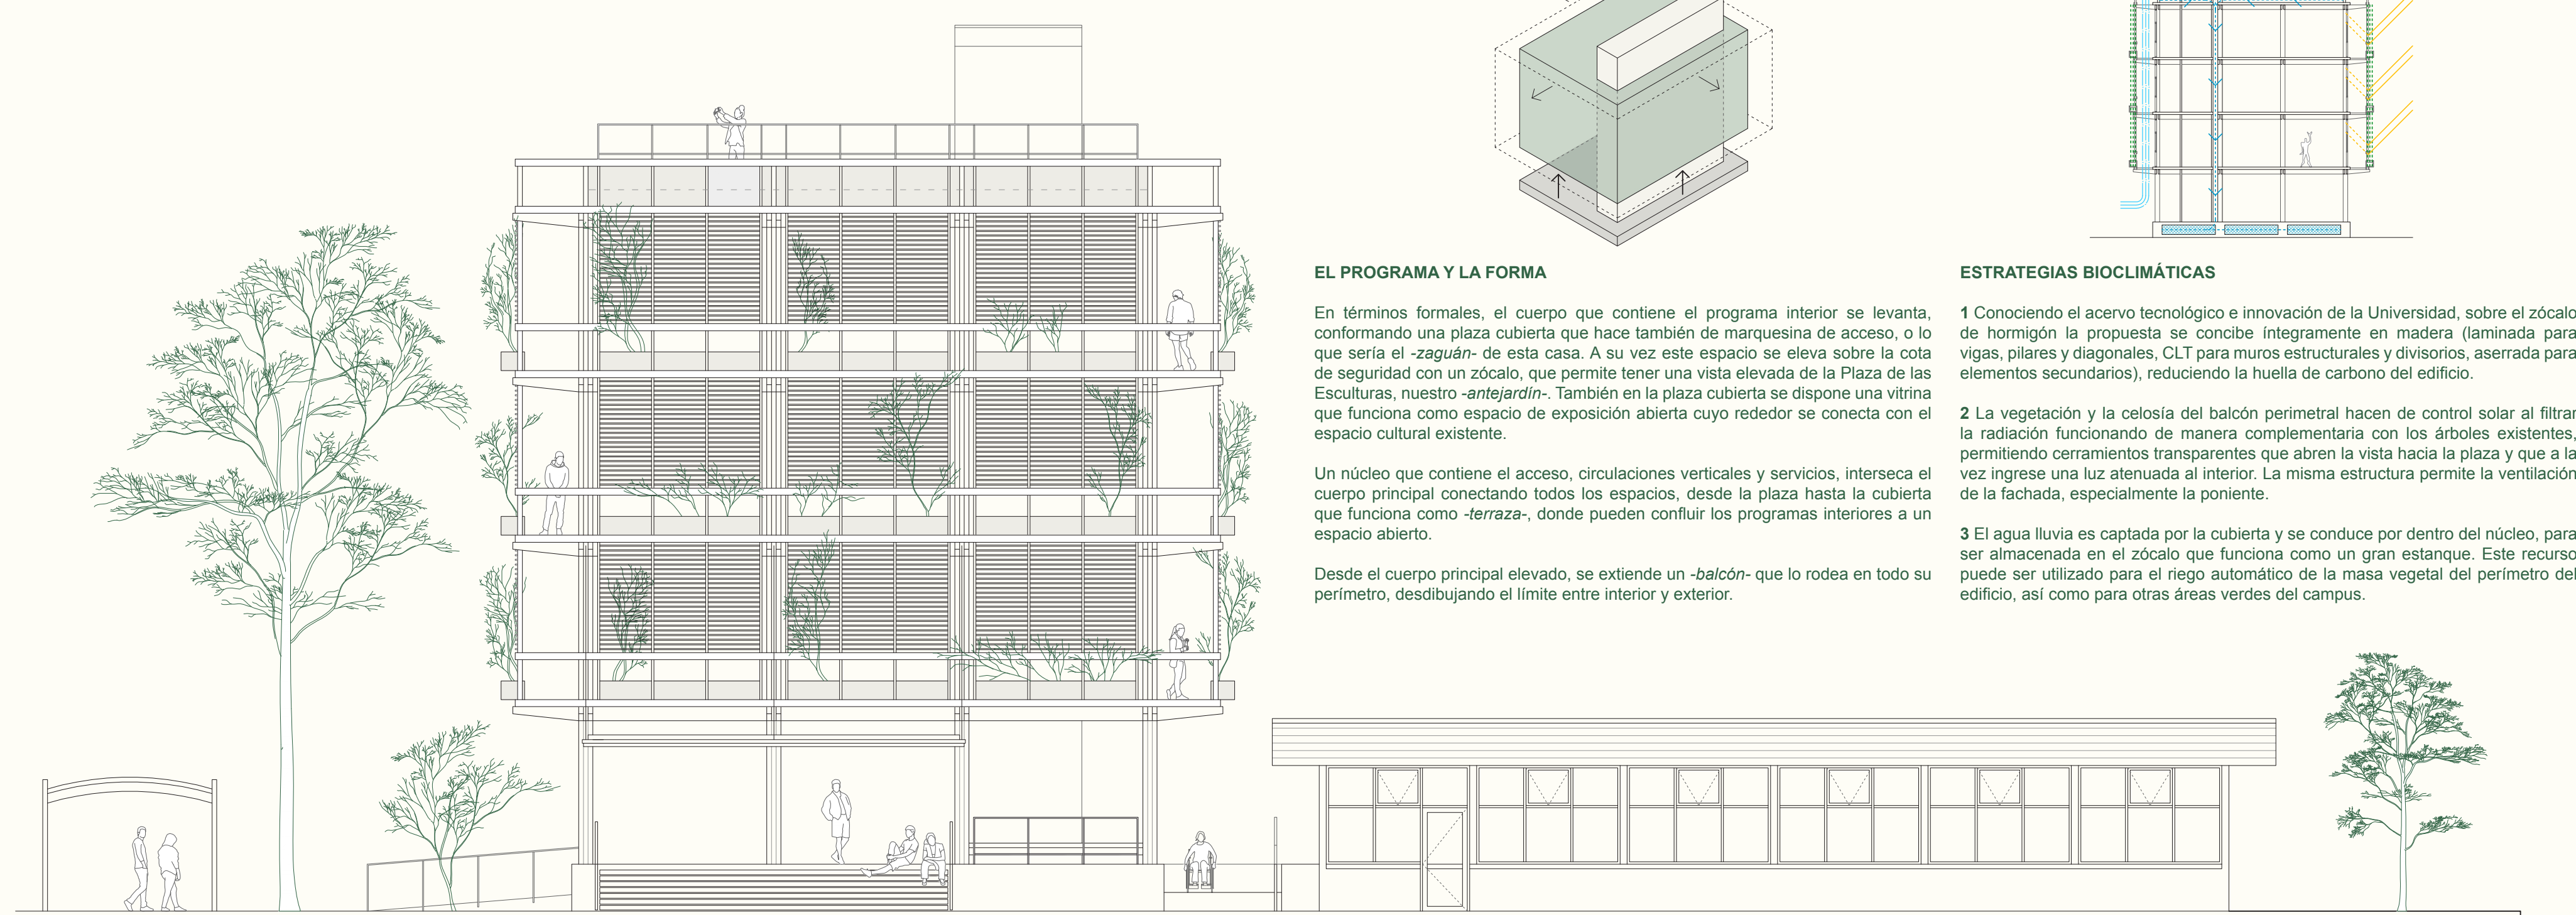 EL PROGRAMA Y LA FORMA
En términos formales, el cuerpo que contiene el programa interior se levanta,
conformando una plaza cubierta que hace también de marquesina de acceso, o lo
que sería el -zaguán- de esta casa. A su vez este espacio se eleva sobre la cota
de seguridad con un zócalo, que permite tener una vista elevada de la Plaza de las
Esculturas, nuestro -antejardín-. También en la plaza cubierta se dispone una vitrina
que funciona como espacio de exposición abierta cuyo rededor se conecta con el
espacio cultural existente.
Un núcleo que contiene el acceso, circulaciones verticales y servicios, interseca el
cuerpo principal conectando todos los espacios, desde la plaza hasta la cubierta
que funciona como -terraza-, donde pueden confluir los programas interiores a un
espacio abierto.
Desde el cuerpo principal elevado, se extiende un -balcón- que lo rodea en todo su
perímetro, desdibujando el límite entre interior y exterior.
ESTRATEGIAS BIOCLIMÁTICAS
1 Conociendo el acervo tecnológico e innovación de la Universidad, sobre el zócalo
de hormigón la propuesta se concibe íntegramente en madera (laminada para
vigas, pilares y diagonales, CLT para muros estructurales y divisorios, aserrada para
elementos secundarios), reduciendo la huella de carbono del edificio.
2 La vegetación y la celosía del balcón perimetral hacen de control solar al filtrar
la radiación funcionando de manera complementaria con los árboles existentes,
permitiendo cerramientos transparentes que abren la vista hacia la plaza y que a la
vez ingrese una luz atenuada al interior. La misma estructura permite la ventilación
de la fachada, especialmente la poniente.
3 El agua lluvia es captada por la cubierta y se conduce por dentro del núcleo, para
ser almacenada en el zócalo que funciona como un gran estanque. Este recurso
puede ser utilizado para el riego automático de la masa vegetal del perímetro del
edificio, así como para otras áreas verdes del campus.